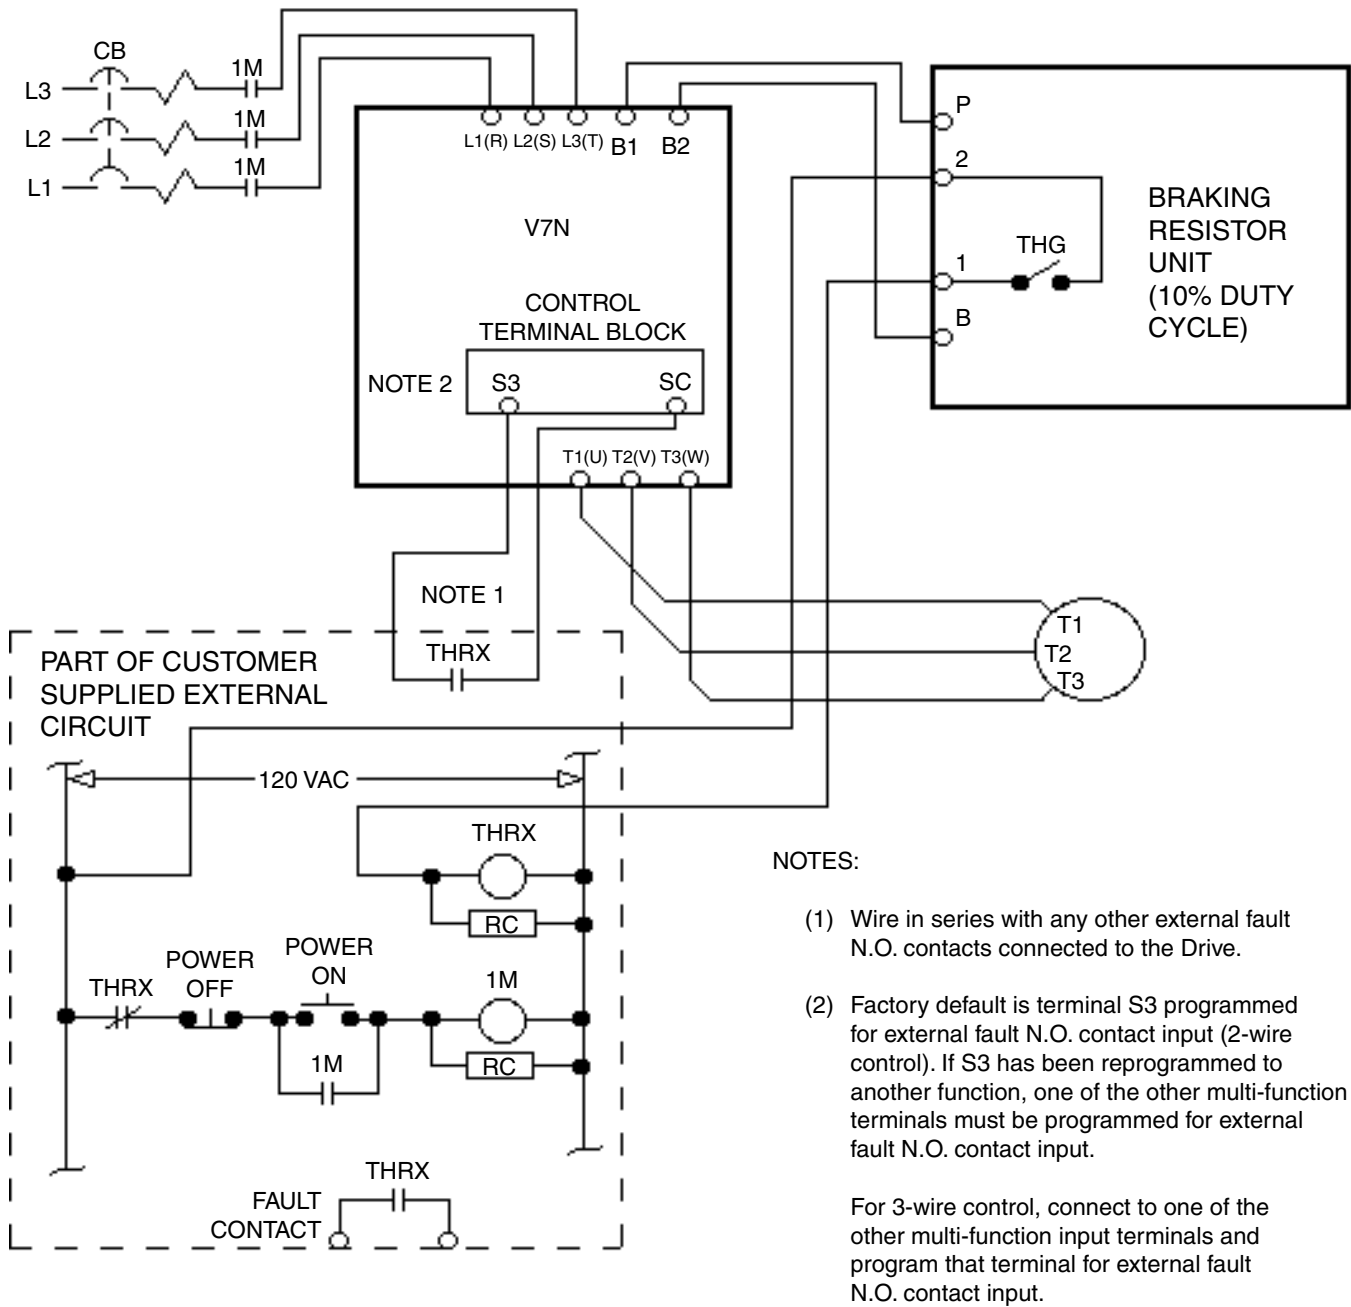 CB
L3
1M
L2
1M
L1
1M
L1(R) L2(S) L3(T) B1 B2
V7N
CONTROL
TERMINAL BLOCK
NOTE 2
S3
SC
T1(U) T2(V) T3(W)
P
2
1
B
THG
BRAKING
RESISTOR
UNIT
(10% DUTY
CYCLE)
NOTE 1
THRX
T1
T2
T3
PART OF CUSTOMER
SUPPLIED EXTERNAL
CIRCUIT
120 VAC
THRX
RC
THRX
POWER
OFF
POWER
ON
1M
1M
RC
FAULT
CONTACT
THRX
NOTES:
(1) Wire in series with any other external fault
N.O. contacts connected to the Drive.
(2) Factory default is terminal S3 programmed
for external fault N.O. contact input (2-wire
control). If S3 has been reprogrammed to
another function, one of the other multi-function
terminals must be programmed for external
fault N.O. contact input.
For 3-wire control, connect to one of the
other multi-function input terminals and
program that terminal for external fault
N.O. contact input.